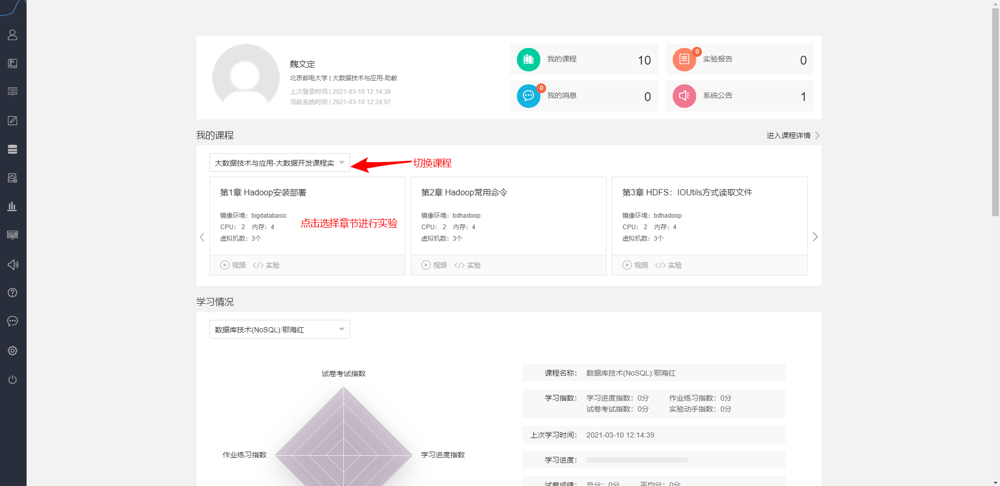 魏文定
北京邮电大学 | 大数据技术与应用-助教
上次登录时间 | 2021-03-10 12:14:39
当前系统时间 | 2021-03-10 12:24:57
我的课程 10
0 实验报告 0
0 我的消息 0
系统公告 1
我的课程
进入课程详情
大数据技术与应用-大数据开发课程实
切换课程
第1章 Hadoop安装部署
镜像环境：bigdatabasic
CPU： 2 内存：4
虚拟机数：3个
点击选择章节进行实验
视频 </> 实验
第2章 Hadoop常用命令
镜像环境：bdhadoop
CPU： 2 内存：4
虚拟机数：3个
视频 </> 实验
第3章 HDFS：IOUtils方式读取文件
镜像环境：bdhadoop
CPU： 2 内存：4
虚拟机数：3个
视频 </> 实验
学习情况
数据库技术(NoSQL):鄂海红
试卷考试指数
作业练习指数
学习进度指数
课程名称： 数据库技术(NoSQL):鄂海红
学习指数： 学习进度指数：0分 作业练习指数：0分
试卷考试指数：0分 实验动手指数：0分
上次学习时间： 2021-03-10 12:14:39
学习进度：
试卷成绩： 总分：0分 平均分：0分